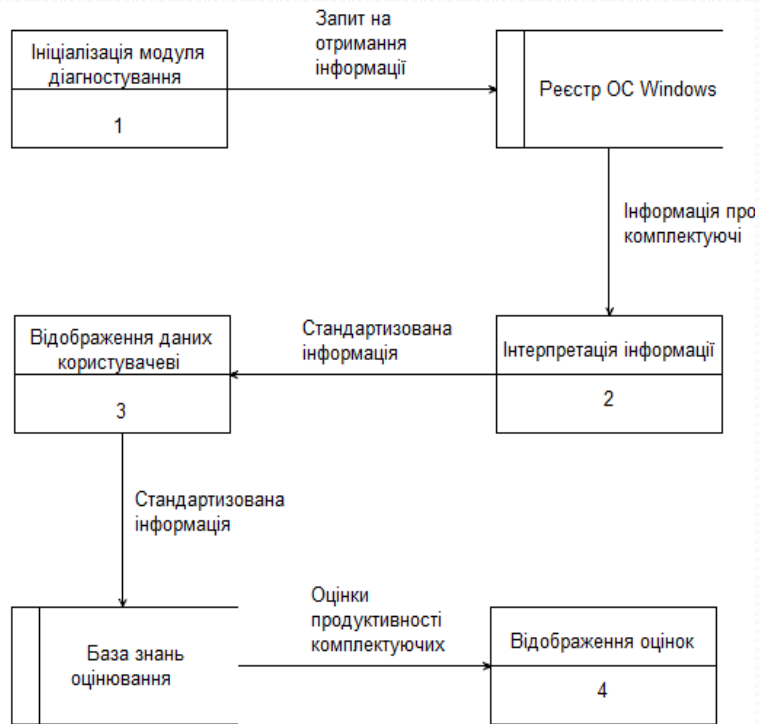 Ініціалізація модуля
діагностування
1
Запит на
отримання
інформації
Реєстр ОС Windows
Інформація про
комплектуючі
Відображення даних
користувачеві
3
Стандартизована
інформація
Інтерпретація інформації
2
Стандартизована
інформація
База знань
оцінювання
Оцінки
продуктивності
комплектуючих
Відображення оцінок
4